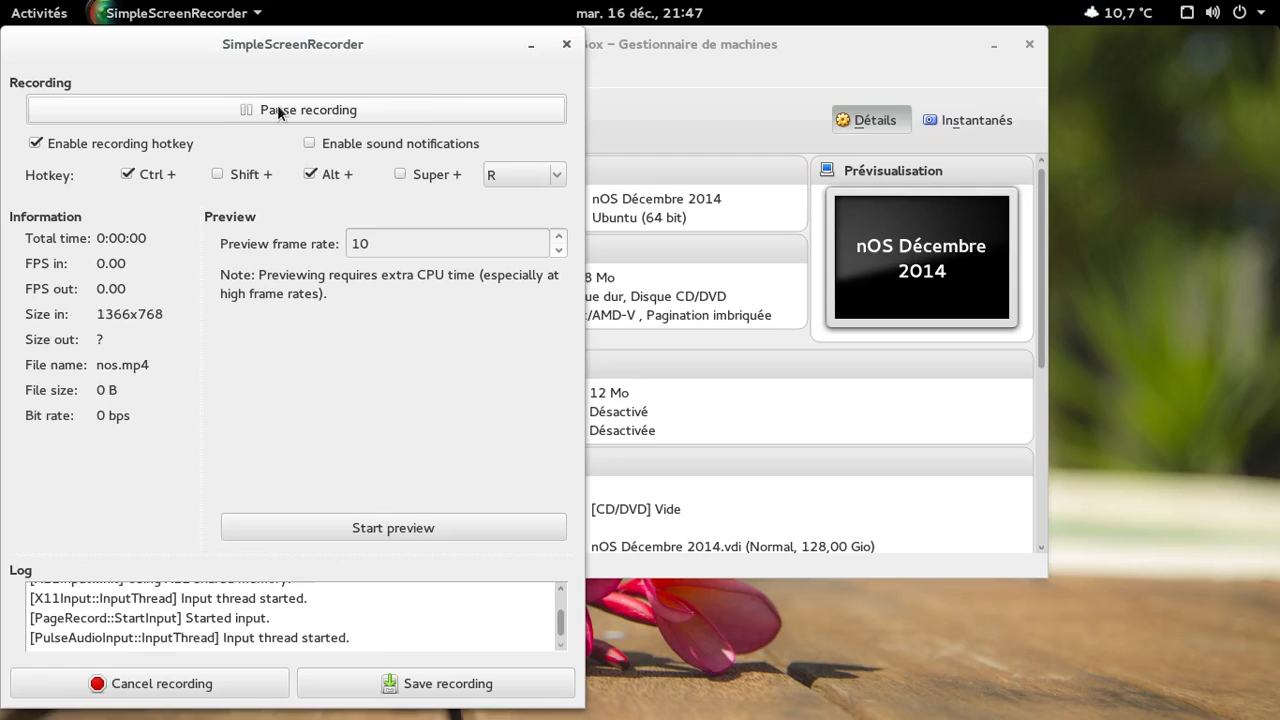 Activités
SimpleScreenRecorder
mar. 16 déc., 21:47
10,7 °C
SimpleScreenRecorder
Recording
Pause recording
Enable recording hotkey
Enable sound notifications
Hotkey: Ctrl + Shift + Alt + Super + R
Information
Total time: 0:00:00
FPS in: 0.00
FPS out: 0.00
Size in: 1366x768
Size out: ?
File name: nos.mp4
File size: 0 B
Bit rate: 0 bps
Preview
Preview frame rate: 10
Note: Previewing requires extra CPU time (especially at
high frame rates).
Start preview
Log
[X11Input::InputThread] Input thread started.
[PageRecord::StartInput] Started input.
[PulseAudioInput::InputThread] Input thread started.
Cancel recording
Save recording
ox – Gestionnaire de machines
Détails
Instantanés
nOS Décembre 2014
Ubuntu (64 bit)
8 Mo
ue dur, Disque CD/DVD
/AMD-V , Pagination imbriquée
12 Mo
Désactivé
Désactivée
[CD/DVD] Vide
nOS Décembre 2014.vdi (Normal, 128,00 Gio)
Prévisualisation
nOS Décembre
2014